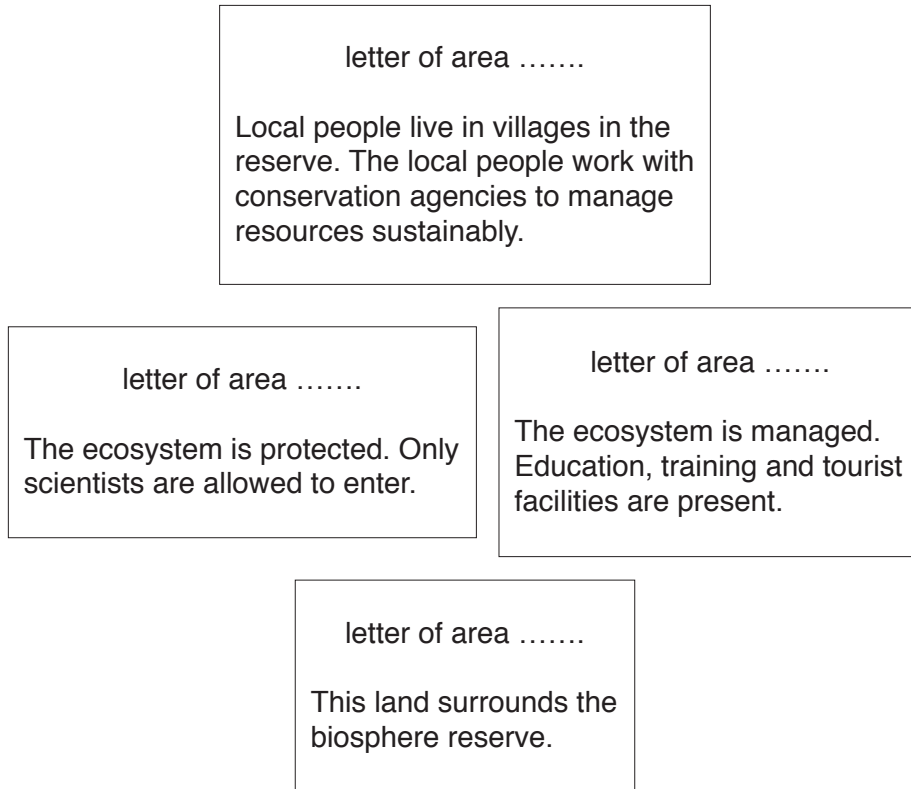 letter of area .......
Local people live in villages in the
reserve. The local people work with
conservation agencies to manage
resources sustainably.
letter of area .......
The ecosystem is protected. Only
scientists are allowed to enter.
letter of area .......
The ecosystem is managed.
Education, training and tourist
facilities are present.
letter of area .......
This land surrounds the
biosphere reserve.